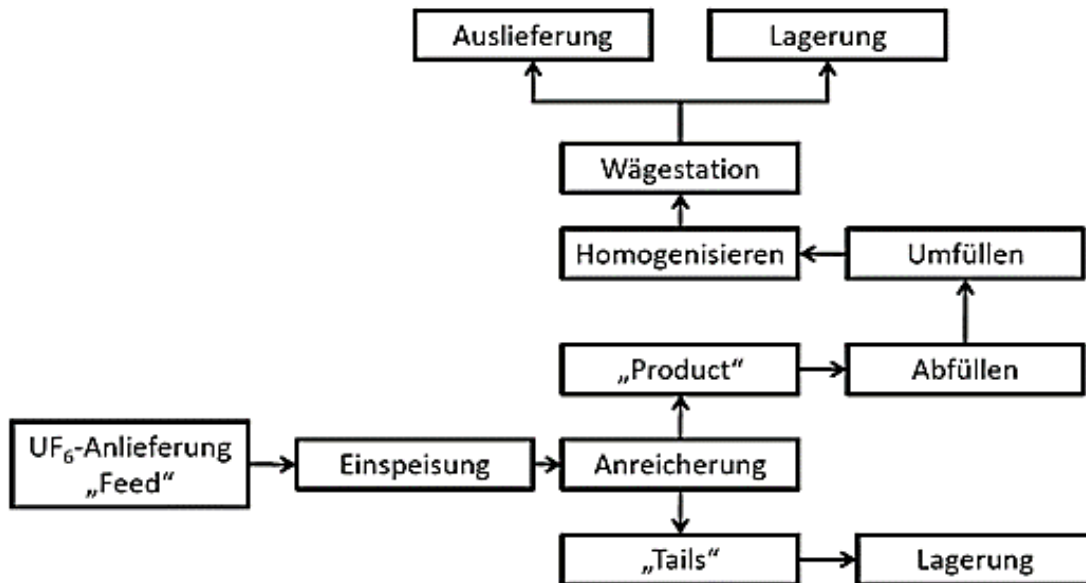 Auslieferung
Lagerung
Wägestation
Homogenisieren
Umfüllen
„Product“
Abfüllen
UF₆-Anlieferung
„Feed“
Einspeisung
Anreicherung
„Tails“
Lagerung